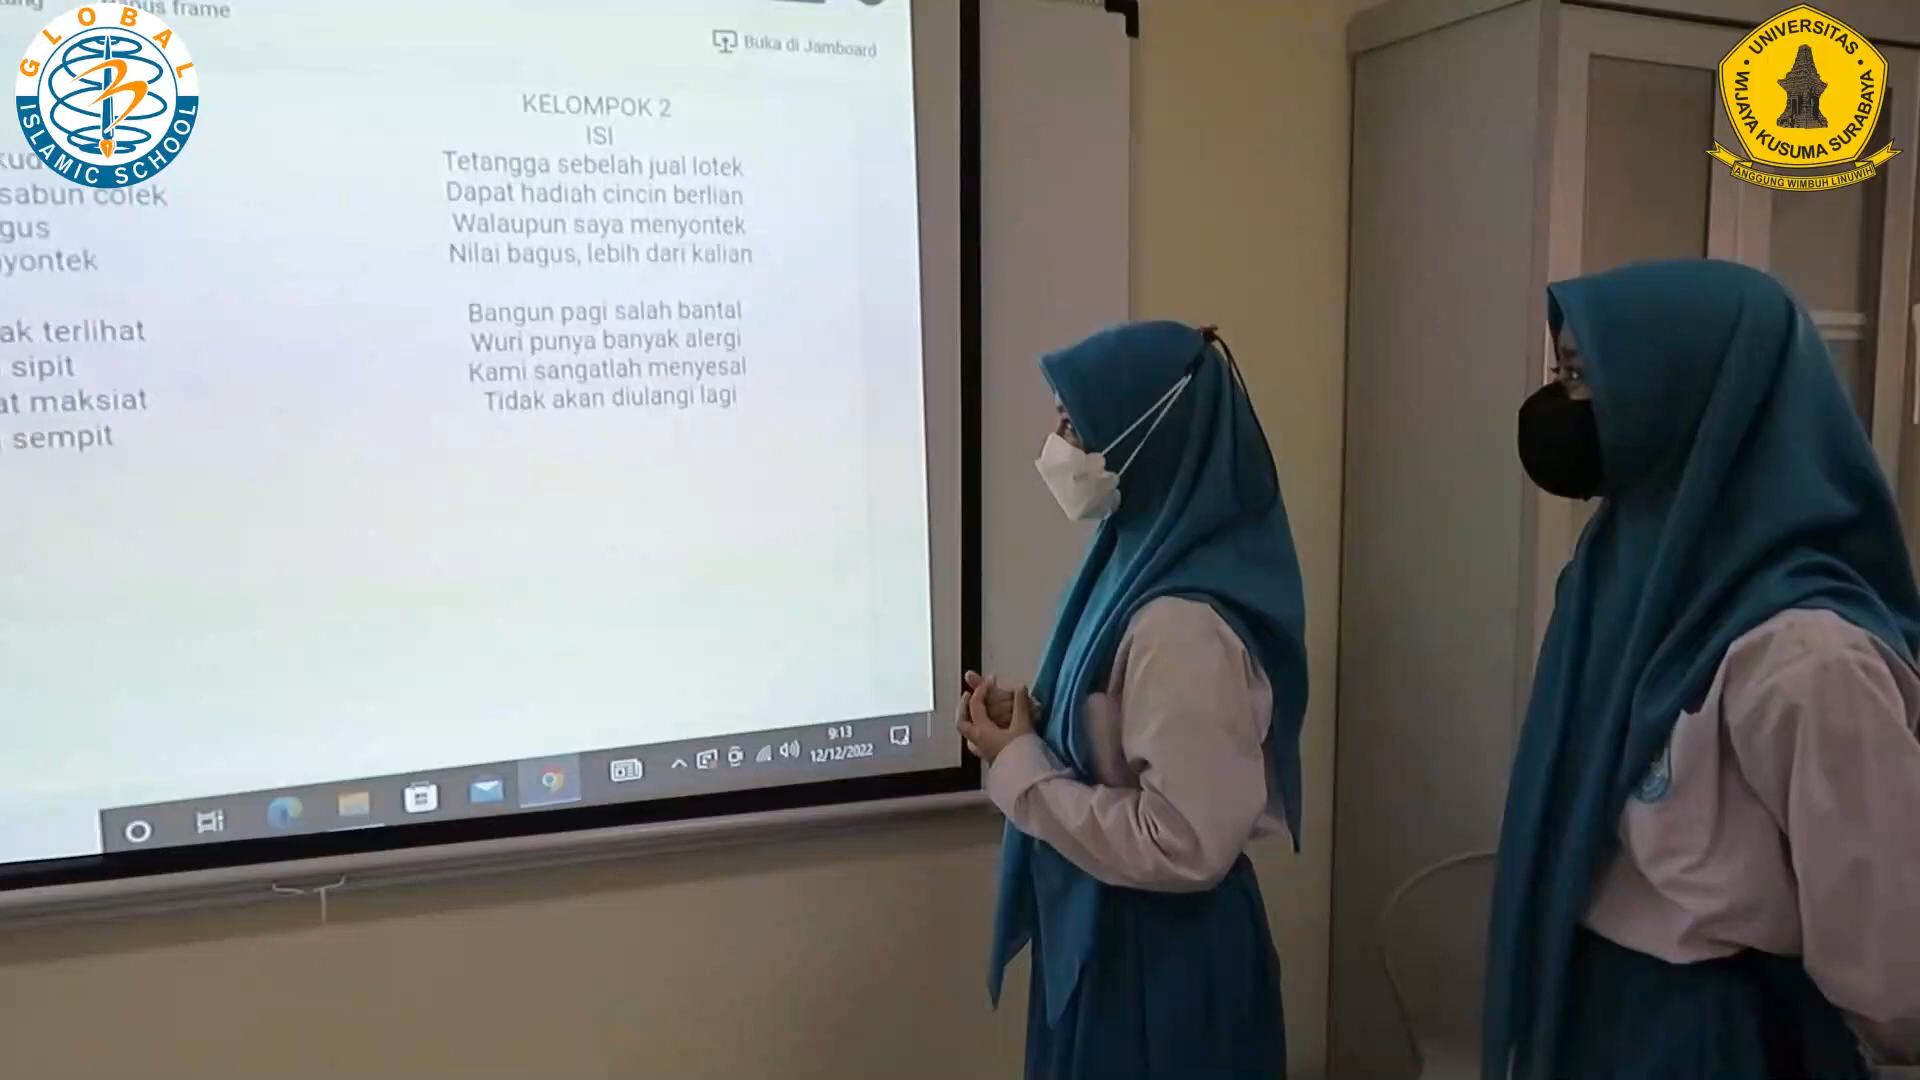 GLOBAL
ISLAMIC SCHOOL
frame
Buka di Jamboard
sabun colek
gus
yontek
ak terlihat
sipit
at maksiat
sempit
KELOMPOK 2
ISI
Tetangga sebelah jual lotek
Dapat hadiah cincin berlian
Walaupun saya menyontek
Nilai bagus, lebih dari kalian
Bangun pagi salah bantal
Wuri punya banyak alergi
Kami sangatlah menyesal
Tidak akan diulangi lagi
9:13
12/12/2022
UNIVERSITAS
WIJAYA KUSUMA SURABAYA
ANGGUNG WIMBUH LINUWIH